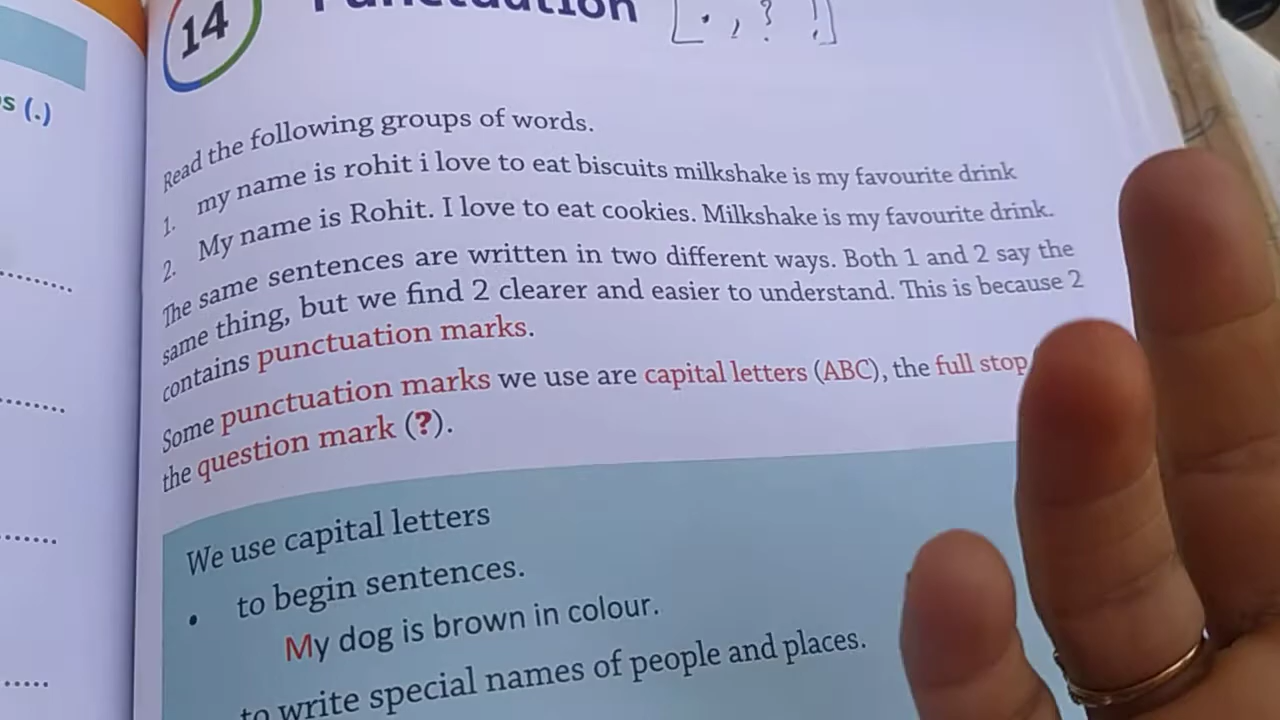 s (.)
14
Punctuation [. , ? !]
Read the following groups of words.
1. my name is rohit i love to eat biscuits milkshake is my favourite drink
2. My name is Rohit. I love to eat cookies. Milkshake is my favourite drink.
The same sentences are written in two different ways. Both 1 and 2 say the
same thing, but we find 2 clearer and easier to understand. This is because 2
contains punctuation marks.
Some punctuation marks we use are capital letters (ABC), the full stop
the question mark (?).
We use capital letters
• to begin sentences.
My dog is brown in colour.
to write special names of people and places.